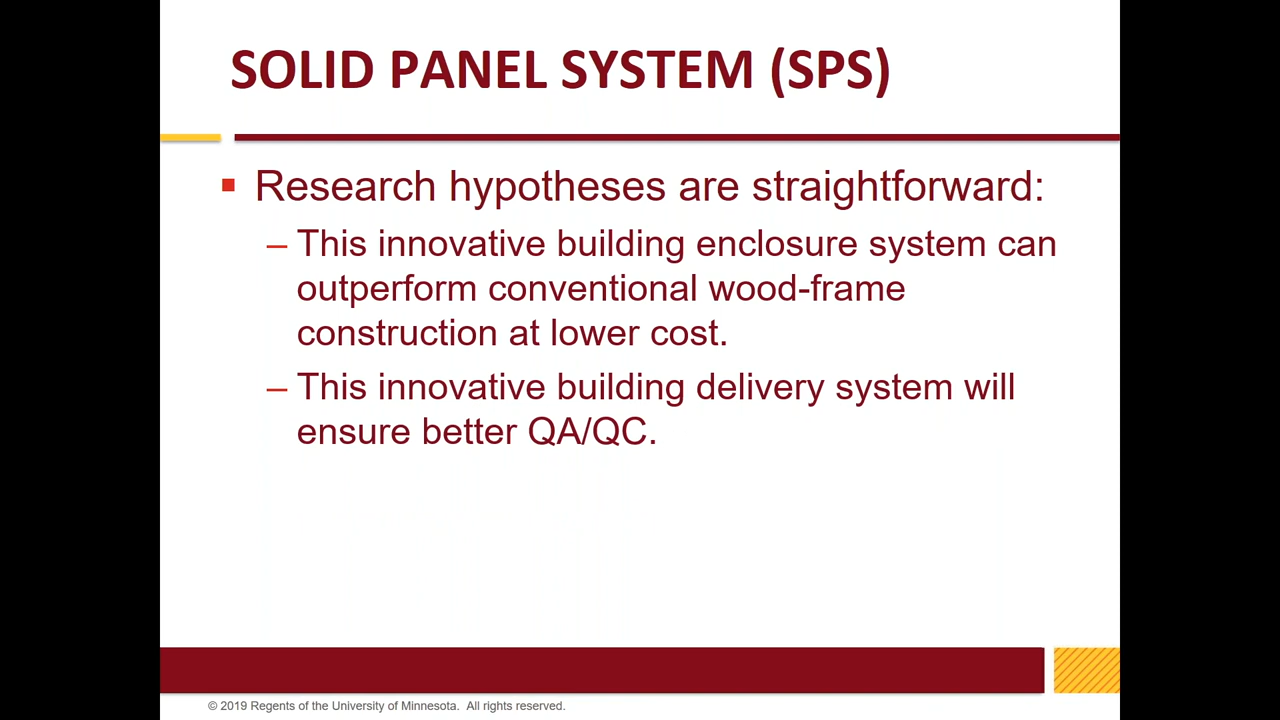 SOLID PANEL SYSTEM (SPS)
▪ Research hypotheses are straightforward:
– This innovative building enclosure system can
outperform conventional wood-frame
construction at lower cost.
– This innovative building delivery system will
ensure better QA/QC.
© 2019 Regents of the University of Minnesota. All rights reserved.